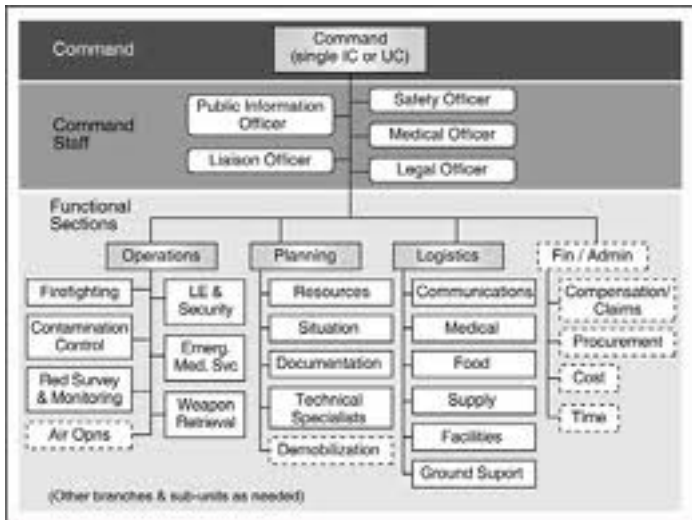 Command
Command
(single IC or UC)
Command
Staff
Public Information
Officer
Liaison Officer
Safety Officer
Medical Officer
Legal Officer
Functional
Sections
Operations
Firefighting
Contamination
Control
Rad Survey
& Monitoring
Air Opns
LE &
Security
Emerg.
Med. Svc
Weapon
Retrieval
Planning
Resources
Situation
Documentation
Technical
Specialists
Demobilization
Logistics
Communications
Medical
Food
Supply
Facilities
Ground Suport
Fin / Admin
Compensation/
Claims
Procurement
Cost
Time
(Other branches & sub-units as needed)